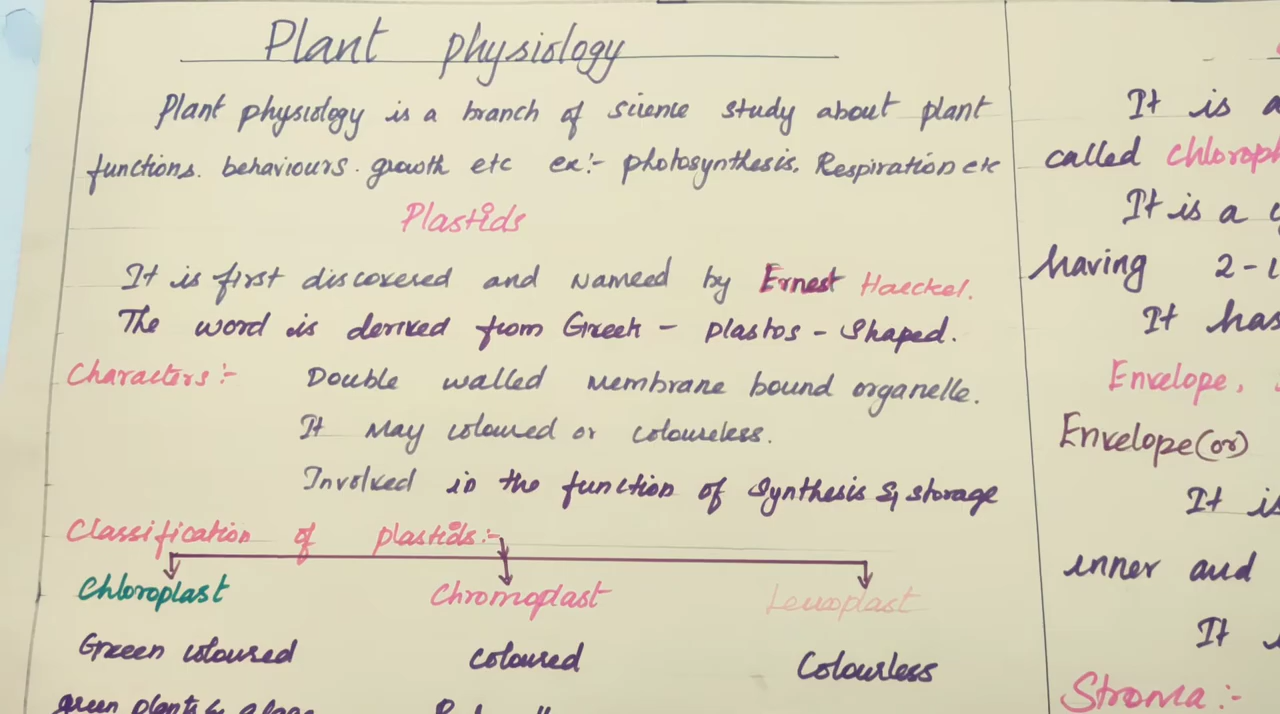 Plant physiology
Plant physiology is a branch of science study about plant
functions. behaviours. growth etc ex:- photosynthesis. Respiration etc
Plastids
It is first discovered and Nameed by Ernest Haeckel.
The word is derived from Greek - plastos - Shaped.
Characters:- Double walled membrane bound organelle.
It may coloured or colourless.
Involved in the function of synthesis & storage
Classification of plastids:-
Chloroplast Chromoplast Leucoplast
Green coloured coloured Colourless
green plants & algae
It is a
called
It is a
having 2-
It has
Envelope,
Envelope (or)
It is
inner and
It
Stroma:-